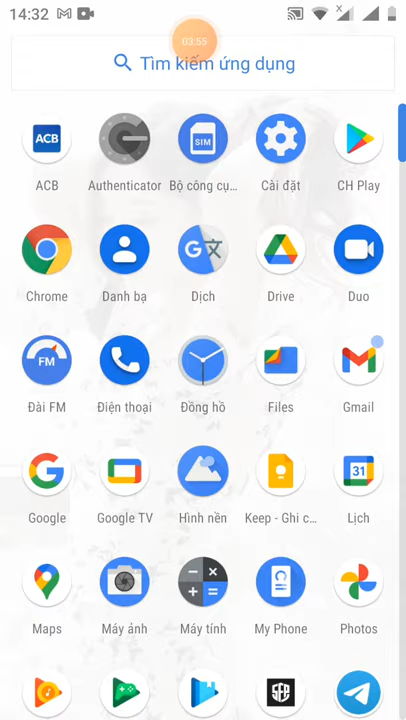 14:32
03:55
Tìm kiếm ứng dụng
ACB
ACB
Authenticator
SIM
Bộ công cụ...
Cài đặt
CH Play
Chrome
Danh bạ
G文
Dịch
Drive
Duo
FM
Đài FM
Điện thoại
Đồng hồ
Files
Gmail
Google
Google TV
Hình nền
Keep - Ghi c...
31
Lịch
Maps
Máy ảnh
Máy tính
My Phone
Photos